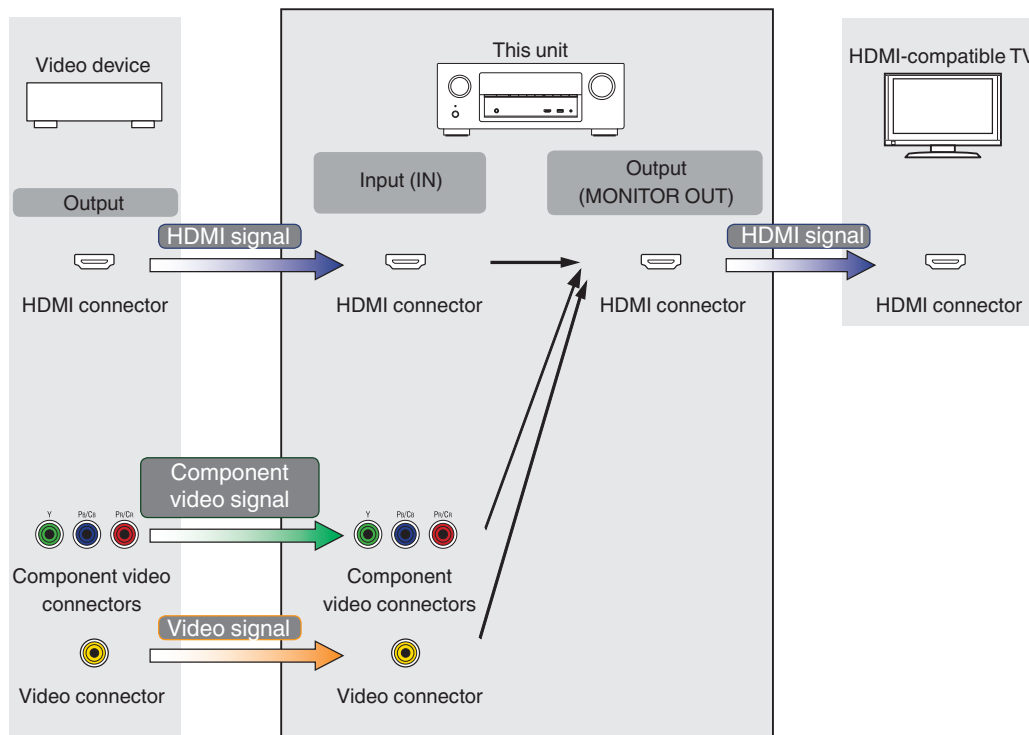 Video device
This unit
HDMI-compatible TV
Output
Input (IN)
Output
(MONITOR OUT)
HDMI signal
HDMI signal
HDMI connector
HDMI connector
HDMI connector
HDMI connector
Component
video signal
Y PB/CB PR/CR
Y PB/CB PR/CR
Component video
connectors
Component
video connectors
Video signal
Video connector
Video connector